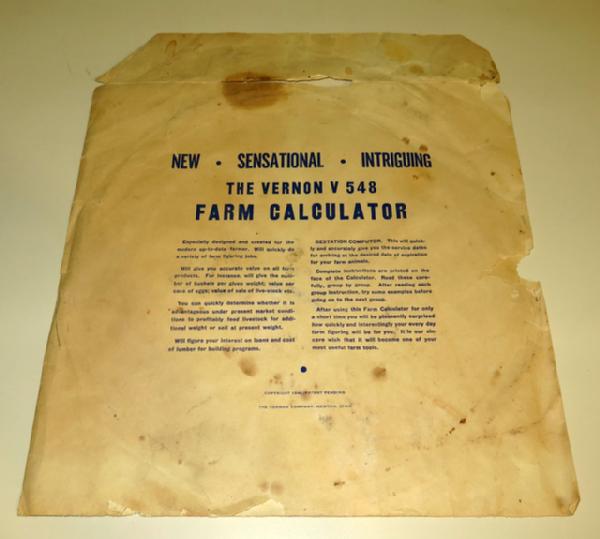 NEW • SENSATIONAL • INTRIGUING
THE VERNON V 548
FARM CALCULATOR
Especially designed and created for the
modern up-to-date farmer. Will quickly do
a variety of farm figuring jobs.
Will give you accurate value on all farm
products. For instance, will give the num-
ber of bushels per given weight; value per
case of eggs; value of sale of live-stock etc.
You can quickly determine whether it is
advantageous under present market condi-
tions to profitably feed livestock for addi-
tional weight or sell at present weight.
Will figure your interest on loans and cost
of lumber for building programs.
GESTATION COMPUTOR. This will quick-
ly and accurately give you the service dates
for arriving at the desired date of
for your farm animals.
Complete instructions are printed on the
face of the Calculator. Read these care-
fully, group by group. After reading each
group instruction, try some examples before
going on to the next group.
After using this Farm Calculator for only
a short time you will be pleasantly surprised
how quickly and interestingly your every day
farm figuring will be for you. It is our sin-
cere wish that it will become one of your
most useful farm tools.
COPYRIGHT PATENT PENDING
THE VERNON COMPANY, NEWTON, IOWA